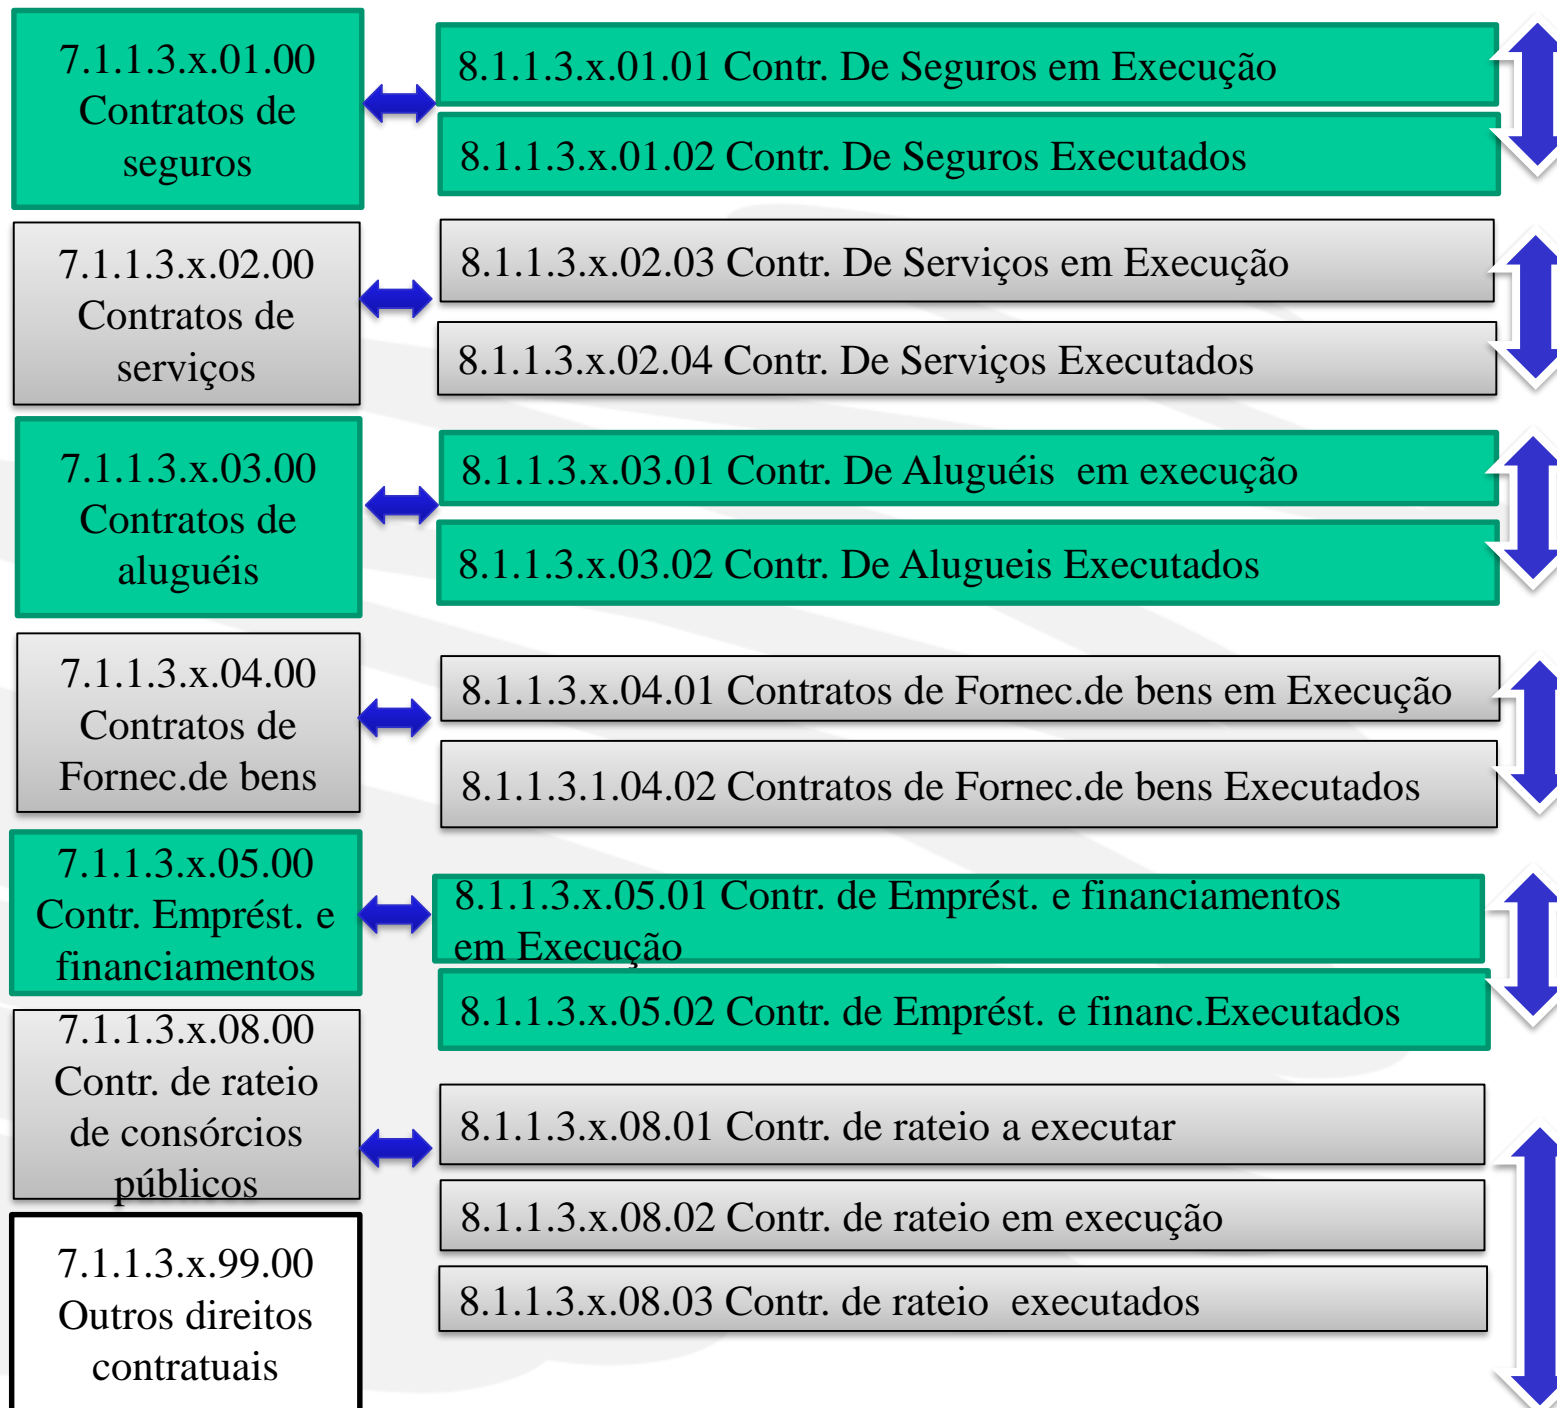 7.1.1.3.x.01.00
Contratos de
seguros
8.1.1.3.x.01.01 Contr. De Seguros em Execução
8.1.1.3.x.01.02 Contr. De Seguros Executados
7.1.1.3.x.02.00
Contratos de
serviços
8.1.1.3.x.02.03 Contr. De Serviços em Execução
8.1.1.3.x.02.04 Contr. De Serviços Executados
7.1.1.3.x.03.00
Contratos de
aluguéis
8.1.1.3.x.03.01 Contr. De Aluguéis em execução
8.1.1.3.x.03.02 Contr. De Alugueis Executados
7.1.1.3.x.04.00
Contratos de
Fornec.de bens
8.1.1.3.x.04.01 Contratos de Fornec.de bens em Execução
8.1.1.3.1.04.02 Contratos de Fornec.de bens Executados
7.1.1.3.x.05.00
Contr. Emprést. e
financiamentos
8.1.1.3.x.05.01 Contr. de Emprést. e financiamentos
em Execução
8.1.1.3.x.05.02 Contr. de Emprést. e financ.Executados
7.1.1.3.x.08.00
Contr. de rateio
de consórcios
públicos
8.1.1.3.x.08.01 Contr. de rateio a executar
8.1.1.3.x.08.02 Contr. de rateio em execução
8.1.1.3.x.08.03 Contr. de rateio executados
7.1.1.3.x.99.00
Outros direitos
contratuais